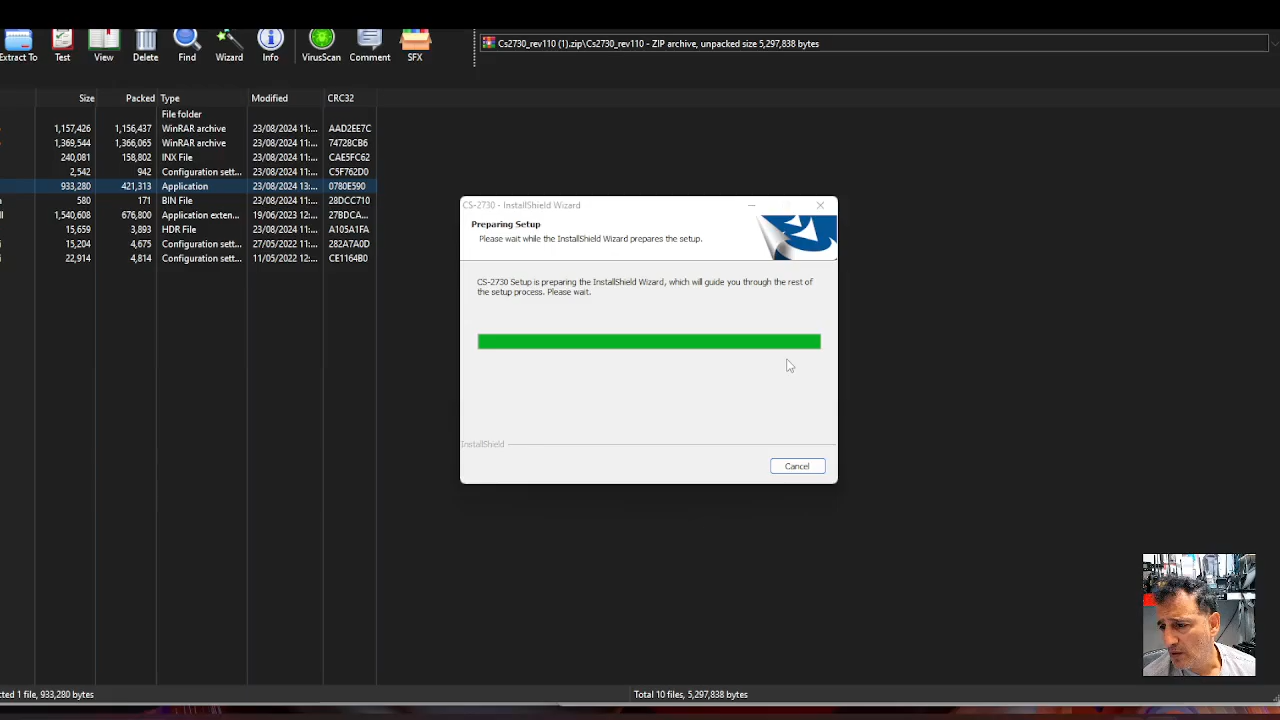 Cs2730_rev110 (1).zip\Cs2730_rev110 - ZIP archive, unpacked size 5,297,838 bytes
Extract To Test View Delete Find Wizard Info VirusScan Comment SFX
Size Packed Type Modified CRC32
File folder
1,157,426 1,156,437 WinRAR archive 23/08/2024 11:... AAD2EE7C
1,369,544 1,366,065 WinRAR archive 23/08/2024 11:... 74728CB6
240,081 158,802 INX File 23/08/2024 11:... CAE5FC62
2,542 942 Configuration sett... 23/08/2024 11:... C5F762D0
933,280 421,313 Application 23/08/2024 13:... 0780E590
580 171 BIN File 23/08/2024 11:... 28DCC710
1,540,608 676,800 Application exten... 19/06/2023 11:... 27BDCA...
15,659 3,893 HDR File 23/08/2024 11:... A105A1FA
15,204 4,675 Configuration sett... 27/05/2022 11:... 282A7A0D
22,914 4,814 Configuration sett... 11/05/2022 12:... CE1164B0
CS-2730 - InstallShield Wizard
Preparing Setup
Please wait while the InstallShield Wizard prepares the setup.
CS-2730 Setup is preparing the InstallShield Wizard, which will guide you through the rest of
the setup process. Please wait.
InstallShield
Cancel
cted 1 file, 933,280 bytes
Total 10 files, 5,297,838 bytes